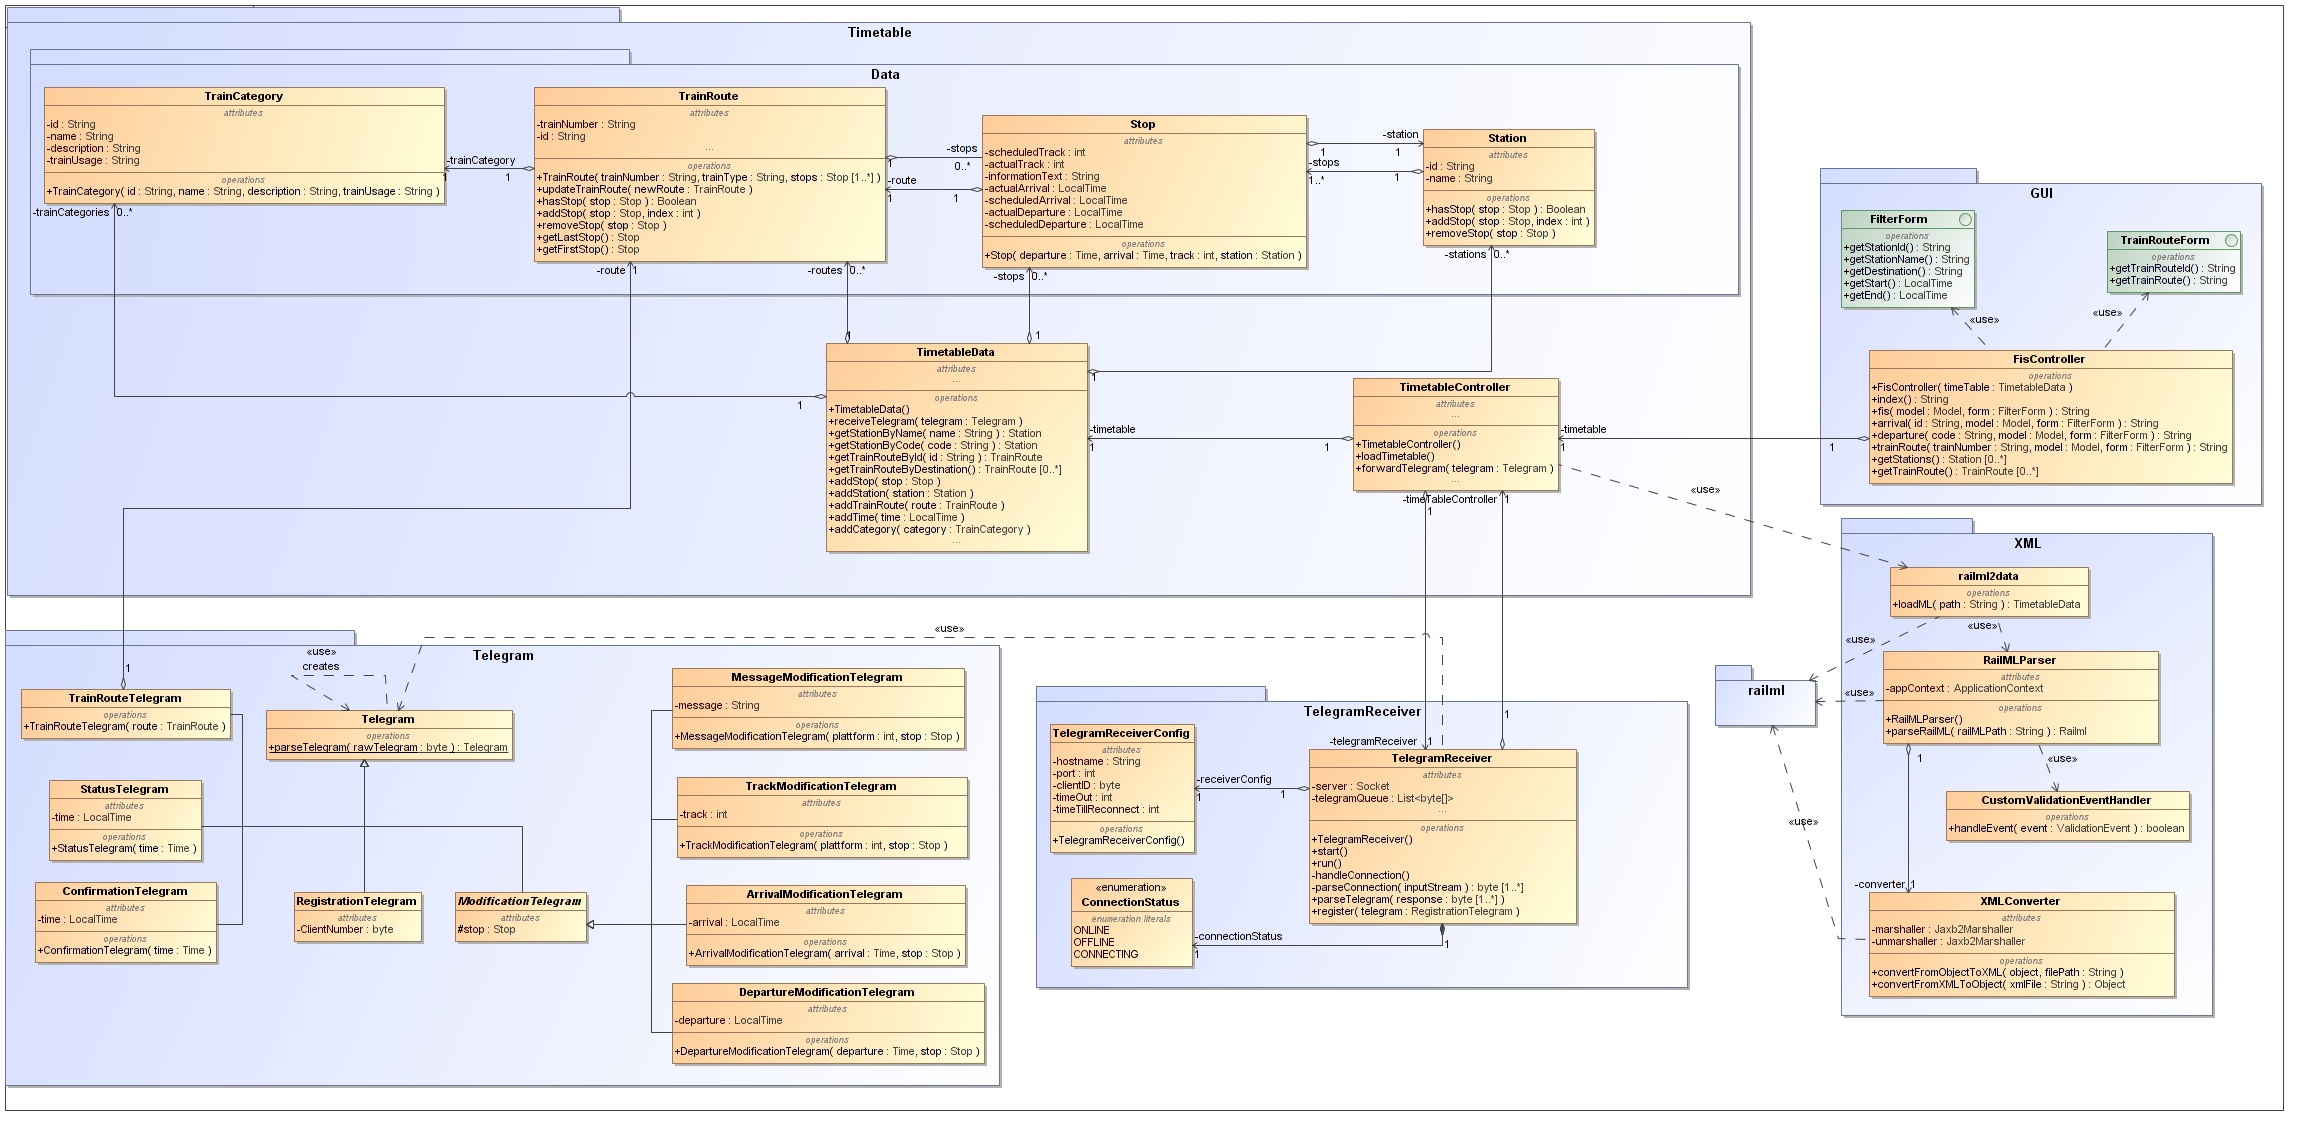 Timetable
Data
TrainCategory
attributes
-id : String
-name : String
-description : String
-trainUsage : String
operations
+TrainCategory( id : String, name : String, description : String, trainUsage : String )
-trainCategories
0..*
-trainCategory
1
1
TrainRoute
attributes
-trainNumber : String
-id : String
...
operations
+TrainRoute( trainNumber : String, trainType : String, stops : Stop [1..*] )
+updateTrainRoute( newRoute : TrainRoute )
+hasStop( stop : Stop ) : Boolean
+addStop( stop : Stop, index : int )
+removeStop( stop : Stop )
+getLastStop() : Stop
+getFirstStop() : Stop
-route
1
-routes
0..*
1
-stops
0..*
-route
1
1
Stop
attributes
-scheduledTrack : int
-actualTrack : int
-informationText : String
-actualArrival : LocalTime
-scheduledArrival : LocalTime
-actualDeparture : LocalTime
-scheduledDeparture : LocalTime
operations
+Stop( departure : Time, arrival : Time, track : int, station : Station )
-stops
0..*
-station
1
1
-stops
1..*
1
Station
attributes
-id : String
-name : String
operations
+hasStop( stop : Stop ) : Boolean
+addStop( stop : Stop, index : int )
+removeStop( stop : Stop )
-stations
0..*
1
1
1
1
TimetableData
attributes
...
operations
+TimetableData()
+receiveTelegram( telegram : Telegram )
+getStationByName( name : String ) : Station
+getStationByCode( code : String ) : Station
+getTrainRouteById( id : String ) : TrainRoute
+getTrainRouteByDestination() : TrainRoute [0..*]
+addStop( stop : Stop )
+addStation( station : Station )
+addTrainRoute( route : TrainRoute )
+addTime( time : LocalTime )
+addCategory( category : TrainCategory )
...
-timetable
1
1
TimetableController
attributes
...
operations
+TimetableController()
+loadTimetable()
+forwardTelegram( telegram : Telegram )
...
-timeTableController
1
1
-timetable
1
1
«use»
GUI
FilterForm
operations
+getStationId() : String
+getStationName() : String
+getDestination() : String
+getStart() : LocalTime
+getEnd() : LocalTime
TrainRouteForm
operations
+getTrainRouteId() : String
+getTrainRoute() : String
«use»
«use»
FisController
operations
+FisController( timeTable : TimetableData )
+index() : String
+fis( model : Model, form : FilterForm ) : String
+arrival( id : String, model : Model, form : FilterForm ) : String
+departure( code : String, model : Model, form : FilterForm ) : String
+trainRoute( trainNumber : String, model : Model, form : FilterForm ) : String
+getStations() : Station [0..*]
+getTrainRoute() : TrainRoute [0..*]
XML
railml2data
operations
+loadML( path : String ) : TimetableData
«use»
«use»
railml
«use»
RailMLParser
attributes
-appContext : ApplicationContext
operations
+RailMLParser()
+parseRailML( railMLPath : String ) : Railml
1
«use»
CustomValidationEventHandler
operations
+handleEvent( event : ValidationEvent ) : boolean
«use»
-converter
1
XMLConverter
attributes
-marshaller : Jaxb2Marshaller
-unmarshaller : Jaxb2Marshaller
operations
+convertFromObjectToXML( object, filePath : String )
+convertFromXMLToObject( xmlFile : String ) : Object
Telegram
«use»
1
TrainRouteTelegram
operations
+TrainRouteTelegram( route : TrainRoute )
«use»
creates
Telegram
operations
+parseTelegram( rawTelegram : byte ) : Telegram
StatusTelegram
attributes
-time : LocalTime
operations
+StatusTelegram( time : Time )
ConfirmationTelegram
attributes
-time : LocalTime
operations
+ConfirmationTelegram( time : Time )
RegistrationTelegram
attributes
-ClientNumber : byte
ModificationTelegram
attributes
#stop : Stop
MessageModificationTelegram
attributes
-message : String
operations
+MessageModificationTelegram( plattform : int, stop : Stop )
TrackModificationTelegram
attributes
-track : int
operations
+TrackModificationTelegram( plattform : int, stop : Stop )
ArrivalModificationTelegram
attributes
-arrival : LocalTime
operations
+ArrivalModificationTelegram( arrival : Time, stop : Stop )
DepartureModificationTelegram
attributes
-departure : LocalTime
operations
+DepartureModificationTelegram( departure : Time, stop : Stop )
TelegramReceiver
TelegramReceiverConfig
attributes
-hostname : String
-port : int
-clientID : byte
-timeOut : int
-timeTillReconnect : int
operations
+TelegramReceiverConfig()
-receiverConfig
1
1
-telegramReceiver
1
1
TelegramReceiver
attributes
-server : Socket
-telegramQueue : List<byte[]>
...
operations
+TelegramReceiver()
+start()
+run()
-handleConnection()
-parseConnection( inputStream ) : byte [1..*]
+parseTelegram( response : byte [1..*] )
+register( telegram : RegistrationTelegram )
«enumeration»
ConnectionStatus
enumeration literals
ONLINE
OFFLINE
CONNECTING
-connectionStatus
1
1